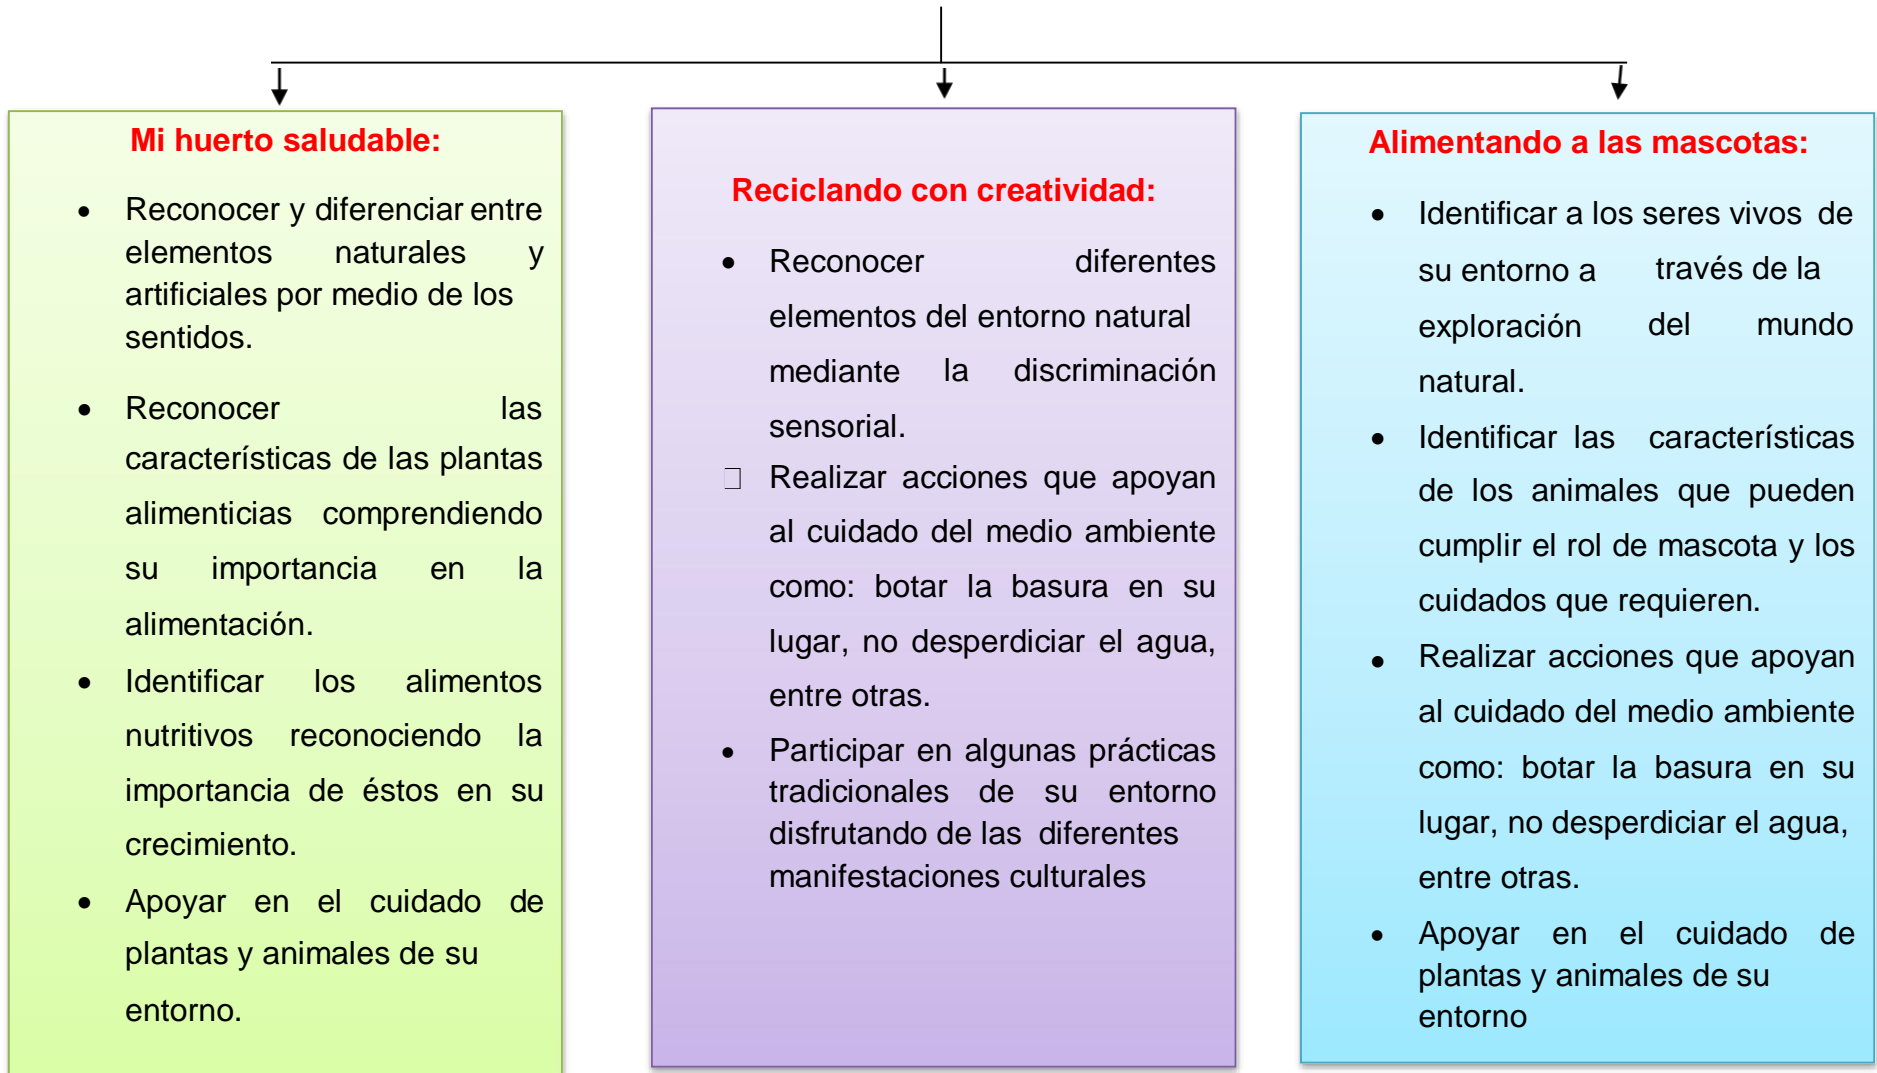 Mi huerto saludable:
• Reconocer y diferenciar entre
elementos naturales y
artificiales por medio de los
sentidos.
• Reconocer las
características de las plantas
alimenticias comprendiendo
su importancia en la
alimentación.
• Identificar los alimentos
nutritivos reconociendo la
importancia de éstos en su
crecimiento.
• Apoyar en el cuidado de
plantas y animales de su
entorno.
Reciclando con creatividad:
• Reconocer diferentes
elementos del entorno natural
mediante la discriminación
sensorial.
□ Realizar acciones que apoyan
al cuidado del medio ambiente
como: botar la basura en su
lugar, no desperdiciar el agua,
entre otras.
• Participar en algunas prácticas
tradicionales de su entorno
disfrutando de las diferentes
manifestaciones culturales
Alimentando a las mascotas:
• Identificar a los seres vivos de
su entorno a través de la
exploración del mundo
natural.
• Identificar las características
de los animales que pueden
cumplir el rol de mascota y los
cuidados que requieren.
• Realizar acciones que apoyan
al cuidado del medio ambiente
como: botar la basura en su
lugar, no desperdiciar el agua,
entre otras.
• Apoyar en el cuidado de
plantas y animales de su
entorno